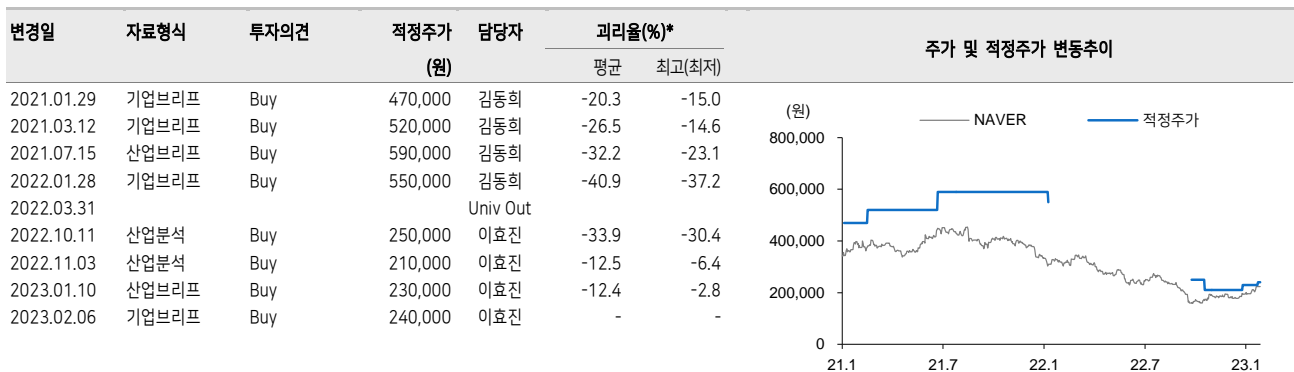 변경일 자료형식 투자의견 적정주가 담당자 괴리율(%)* 주가 및 적정주가 변동추이
(원) 평균 최고(최저)
2021.01.29 기업브리프 Buy 470,000 김동희 -20.3 -15.0
2021.03.12 기업브리프 Buy 520,000 김동희 -26.5 -14.6
2021.07.15 산업브리프 Buy 590,000 김동희 -32.2 -23.1
2022.01.28 기업브리프 Buy 550,000 김동희 -40.9 -37.2
2022.03.31 Univ Out
2022.10.11 산업분석 Buy 250,000 이효진 -33.9 -30.4
2022.11.03 산업분석 Buy 210,000 이효진 -12.5 -6.4
2023.01.10 산업브리프 Buy 230,000 이효진 -12.4 -2.8
2023.02.06 기업브리프 Buy 240,000 이효진 - -
(원) NAVER 적정주가
800,000
600,000
400,000
200,000
0
21.1 21.7 22.1 22.7 23.1